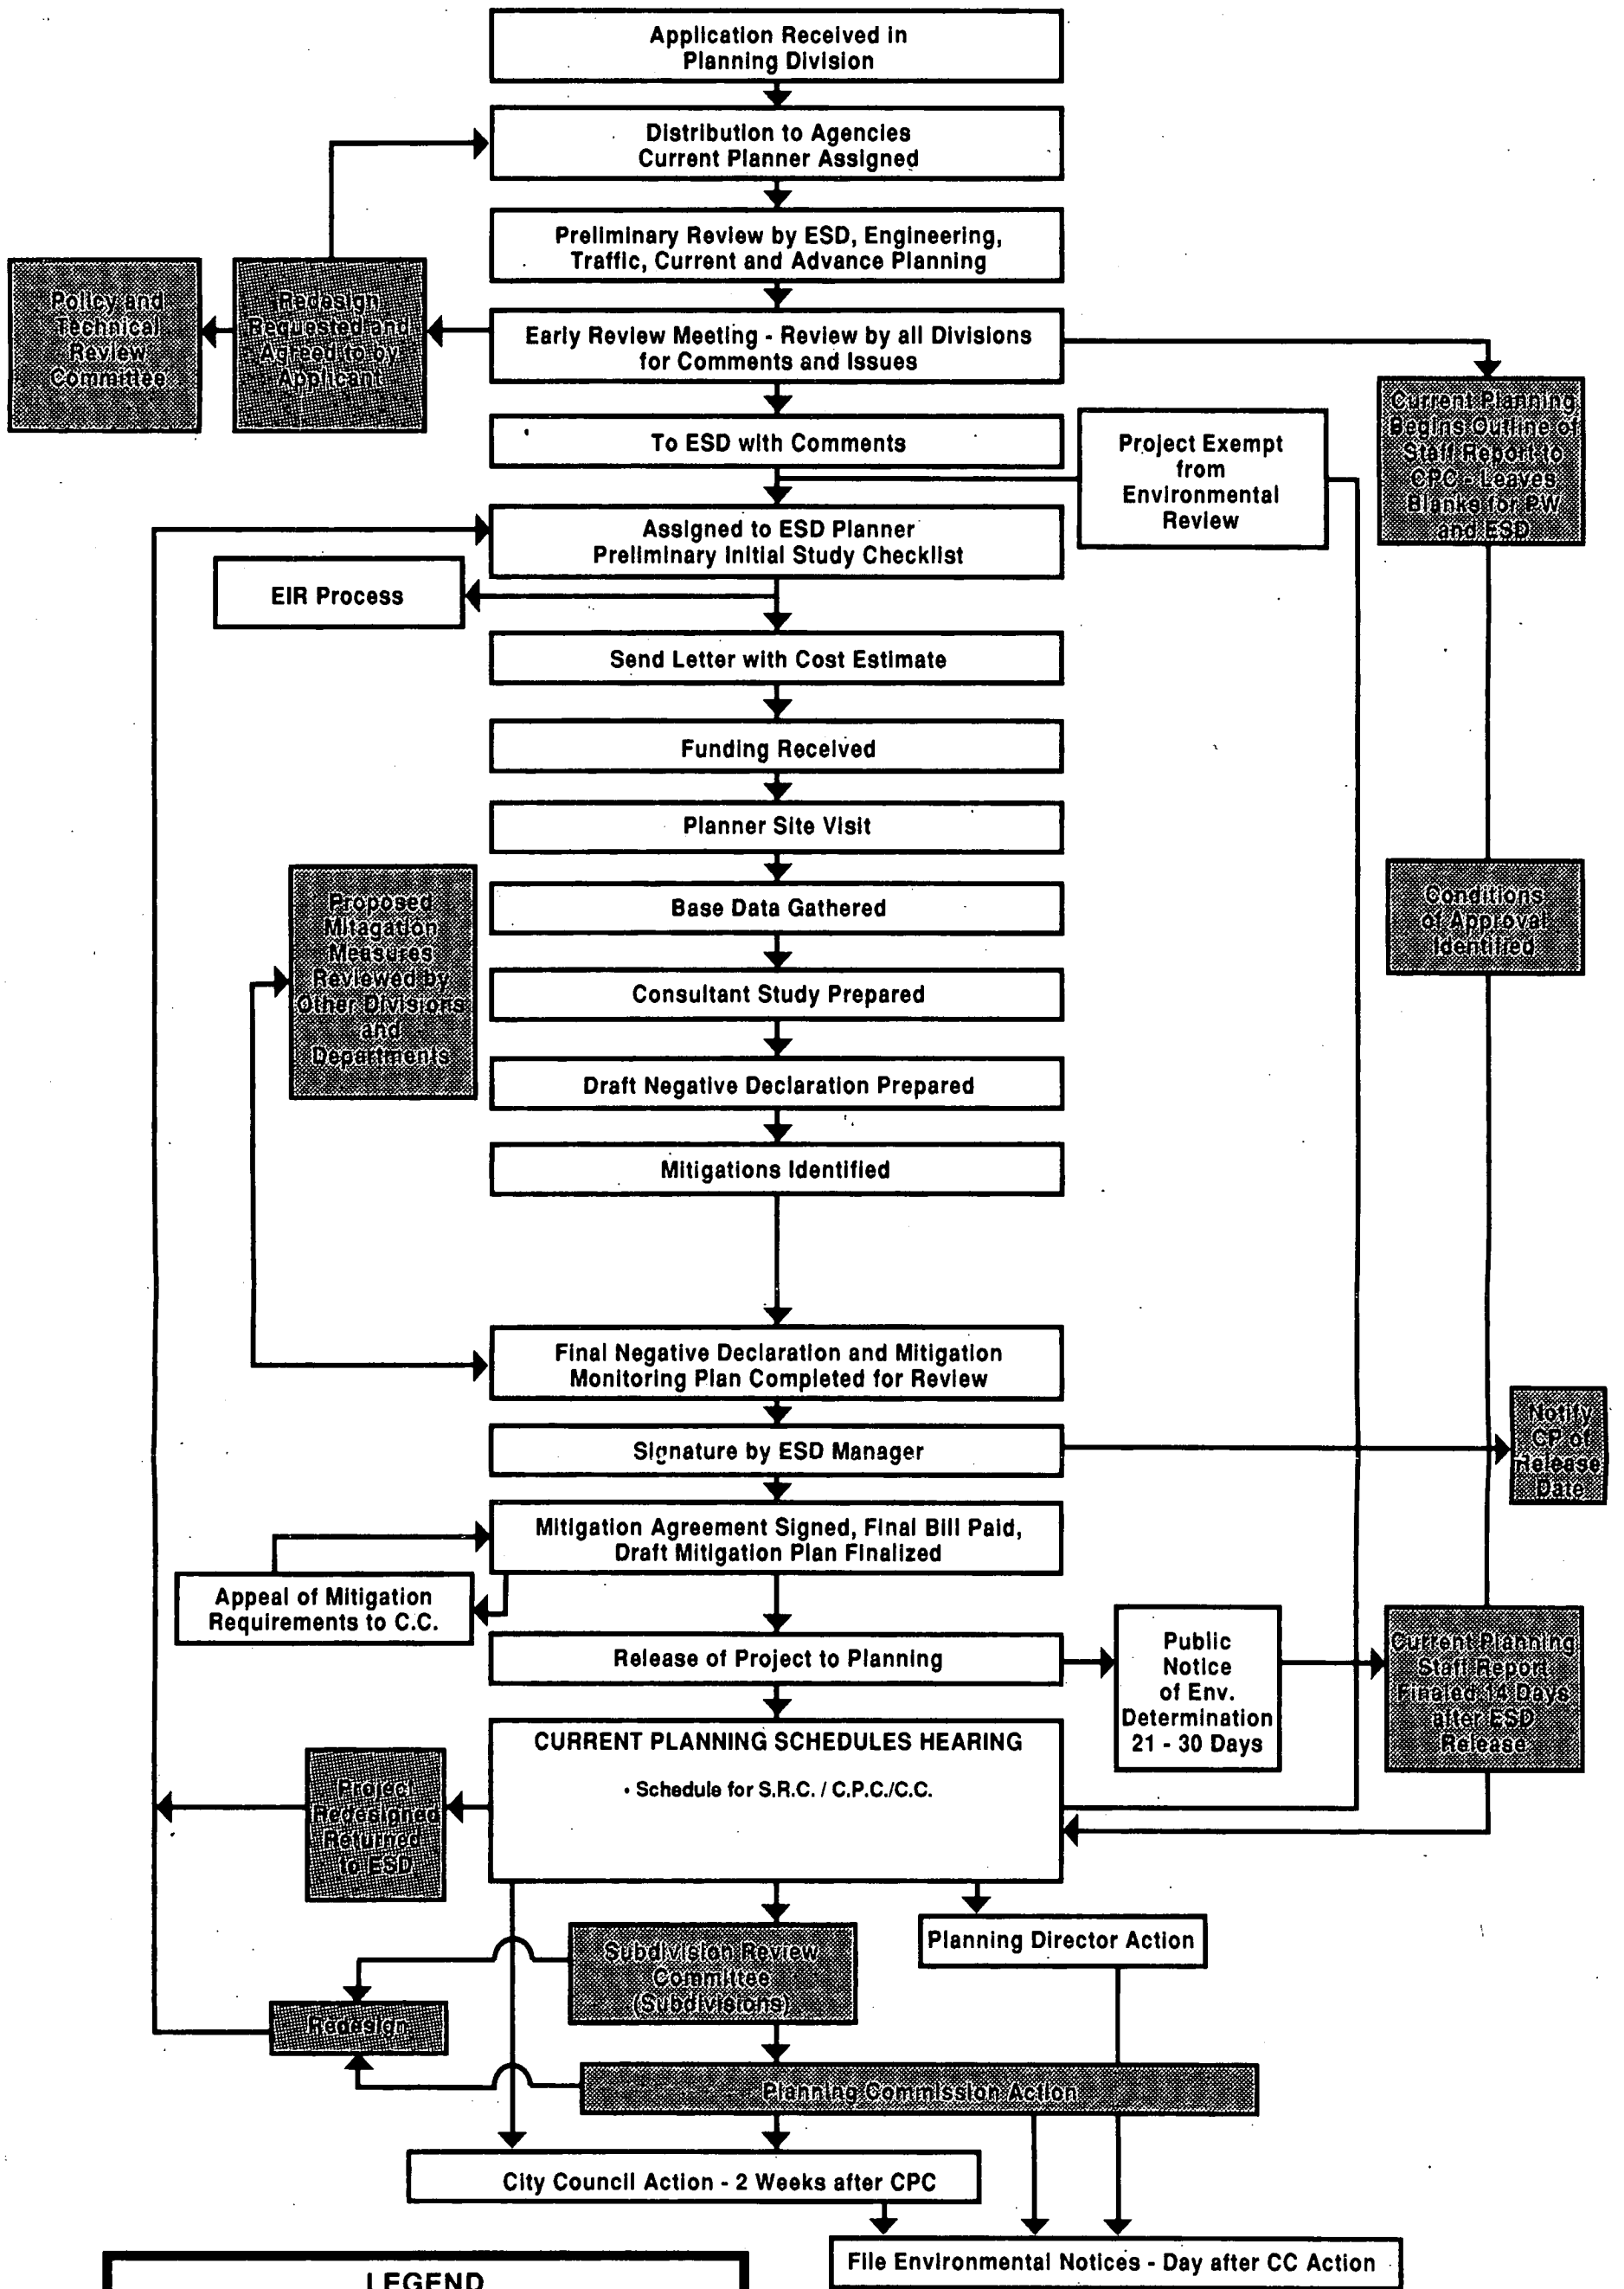 Application Received in
Planning Division
Distribution to Agencies
Current Planner Assigned
Preliminary Review by ESD, Engineering,
Traffic, Current and Advance Planning
Policy and
Technical
Review
Committee
Redesign
Requested and
Agreed to by
Applicant
Early Review Meeting - Review by all Divisions
for Comments and Issues
Current Planning
Begins Outline of
Staff Report to
CPC - Leaves
Blanks for PW
and ESD
To ESD with Comments
Project Exempt
from
Environmental
Review
Assigned to ESD Planner
Preliminary Initial Study Checklist
EIR Process
Send Letter with Cost Estimate
Funding Received
Planner Site Visit
Proposed
Mitagation
Measures
Reviewed by
Other Divisions
and
Departments
Base Data Gathered
Conditions
of Approval
Identified
Consultant Study Prepared
Draft Negative Declaration Prepared
Mitigations Identified
Final Negative Declaration and Mitigation
Monitoring Plan Completed for Review
Signature by ESD Manager
Notify
CP of
Release
Date
Mitigation Agreement Signed, Final Bill Paid,
Draft Mitigation Plan Finalized
Appeal of Mitigation
Requirements to C.C.
Release of Project to Planning
Public
Notice
of Env.
Determination
21 - 30 Days
Current Planning
Staff Report
Finaled 14 Days
after ESD
Release
CURRENT PLANNING SCHEDULES HEARING
• Schedule for S.R.C. / C.P.C./C.C.
Project
Redesigned
Returned
to ESD
Subdivision Review
Committee
(Subdivisions)
Planning Director Action
Redesign
Planning Commission Action
City Council Action - 2 Weeks after CPC
File Environmental Notices - Day after CC Action
LEGEND